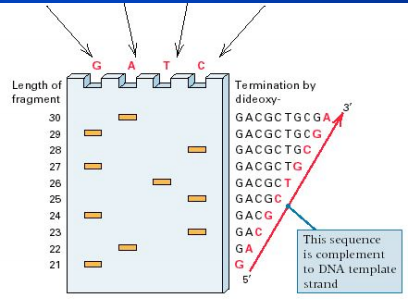 G A T C
Length of
fragment
Termination by
dideoxy-
3′
30 GACGCTGCGA
29 GACGCTGCG
28 GACGCTGC
27 GACGCTG
26 GACGCT
25 GACGC
24 GACG
23 GAC
22 GA
21 G
5′
This sequence
is complement
to DNA template
strand